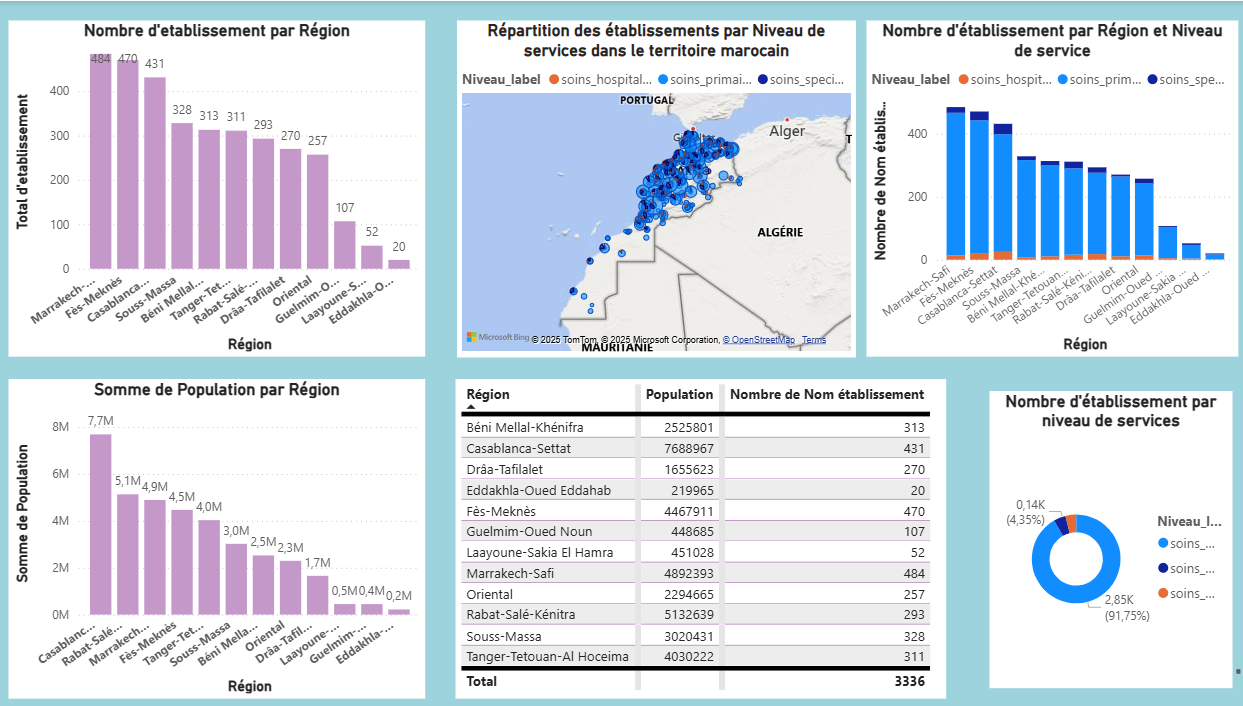 Nombre d'etablissement par Région
Total d'établissement
400
300
200
100
0
484
470
431
328
313
311
293
270
257
107
52
20
Marrakech-...
Fès-Meknès
Casablanca...
Souss-Massa
Béni Mellal...
Tanger-Tet...
Rabat-Salé-...
Drâa-Tafilalet
Oriental
Guelmim-O...
Laayoune-S...
Eddakhla-O...
Région
Répartition des établissements par Niveau de
services dans le territoire marocain
Niveau_label soins_hospital... soins_primai... soins_speci...
PORTUGAL
Alger
ALGÉRIE
MAURITANIE
Microsoft Bing © 2025 TomTom, © 2025 Microsoft Corporation, © OpenStreetMap Terms
Nombre d'établissement par Région et Niveau
de service
Niveau_label soins_hospit... soins_prim... soins_spe...
Nombre de Nom établis...
400
200
0
Marrakech-Safi
Fès-Meknès
Casablanca-Settat
Souss-Massa
Béni Mellal-Khé...
Tanger-Tetouan...
Rabat-Salé-Kéni...
Drâa-Tafilalet
Oriental
Guelmim-Oued ...
Laayoune-Sakia ...
Eddakhla-Oued ...
Région
Somme de Population par Région
Somme de Population
8M
6M
4M
2M
0M
7,7M
5,1M
4,9M
4,5M
4,0M
3,0M
2,5M
2,3M
1,7M
0,5M
0,4M
0,2M
Casablanc...
Rabat-Salé...
Marrakech...
Fès-Meknès
Tanger-Tet...
Souss-Massa
Béni Mella...
Oriental
Drâa-Tafil...
Laayoune-...
Guelmim-...
Eddakhla-...
Région
Région Population Nombre de Nom établissement
Béni Mellal-Khénifra 2525801 313
Casablanca-Settat 7688967 431
Drâa-Tafilalet 1655623 270
Eddakhla-Oued Eddahab 219965 20
Fès-Meknès 4467911 470
Guelmim-Oued Noun 448685 107
Laayoune-Sakia El Hamra 451028 52
Marrakech-Safi 4892393 484
Oriental 2294665 257
Rabat-Salé-Kénitra 5132639 293
Souss-Massa 3020431 328
Tanger-Tetouan-Al Hoceima 4030222 311
Total 3336
Nombre d'établissement par
niveau de services
0,14K
(4,35%)
2,85K
(91,75%)
Niveau_l...
soins_...
soins_...
soins_...